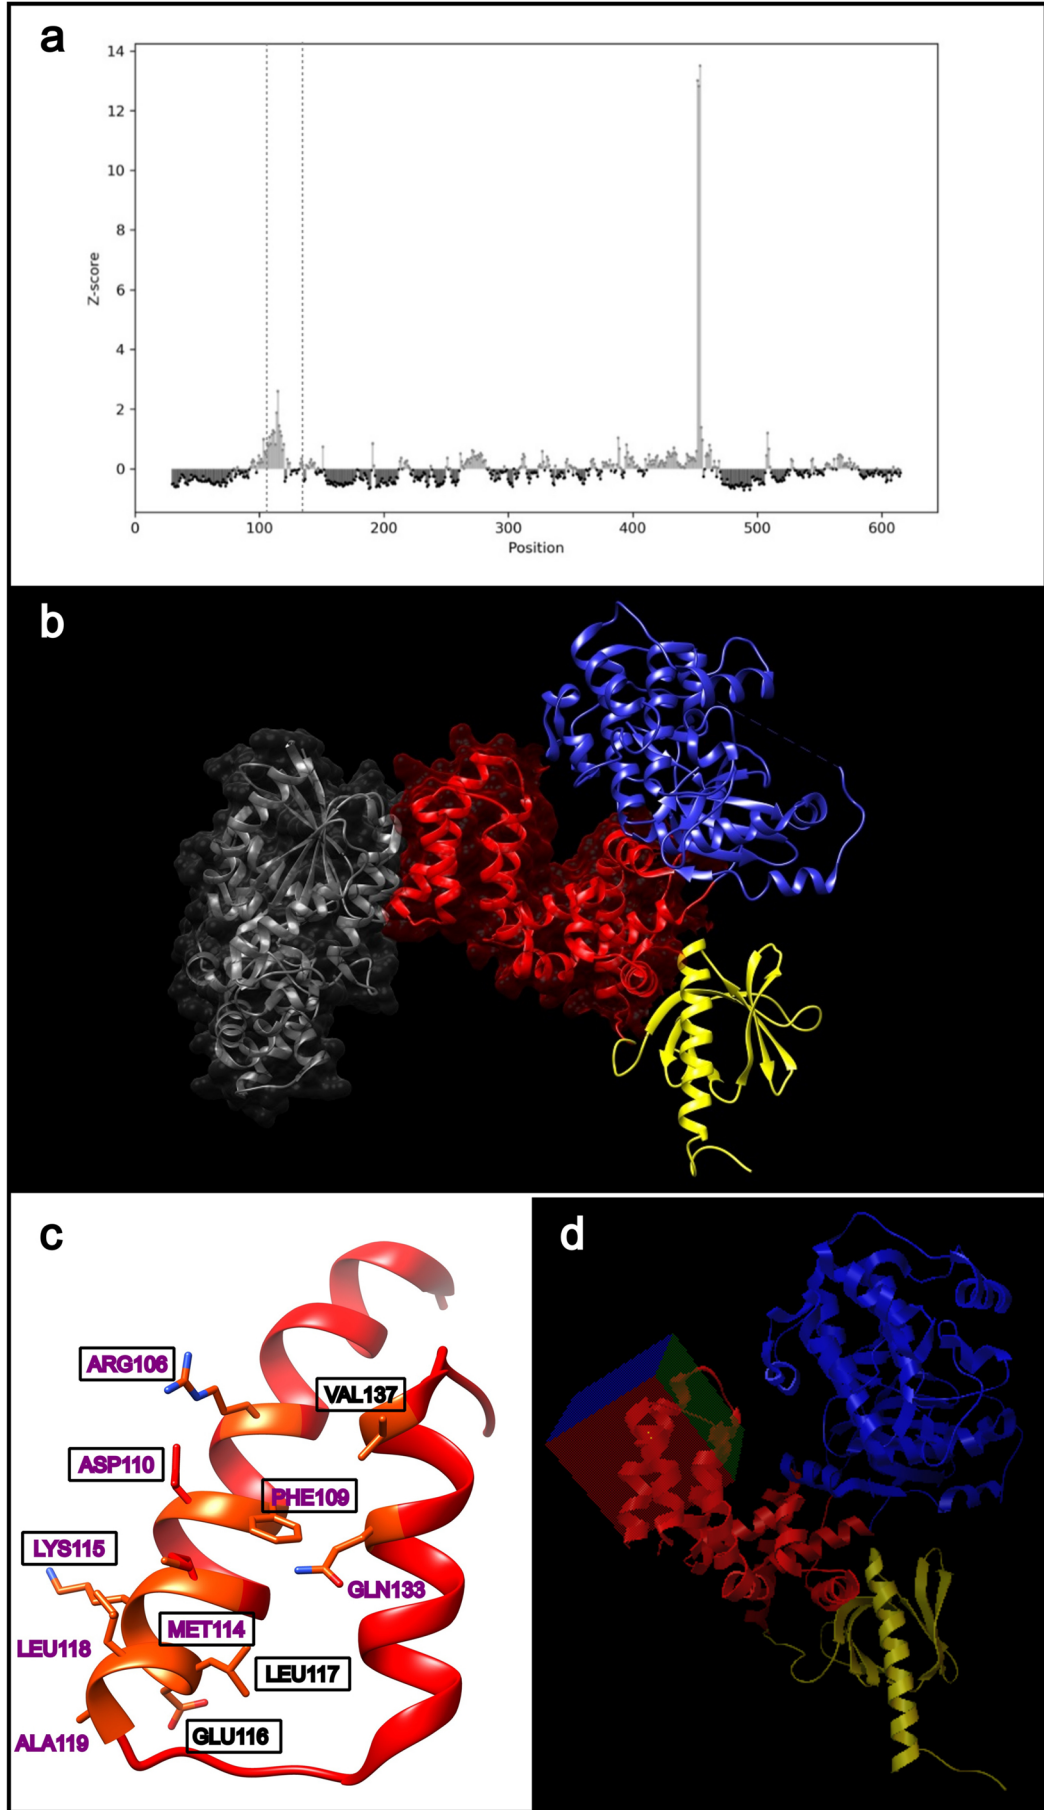 a
14
12
10
8
6
4
2
0
Z-score
0 100 200 300 400 500 600
Position
b
c
ARG106
VAL137
ASP110
PHE109
LYS115
GLN133
MET114
LEU118
LEU117
GLU116
ALA119
d